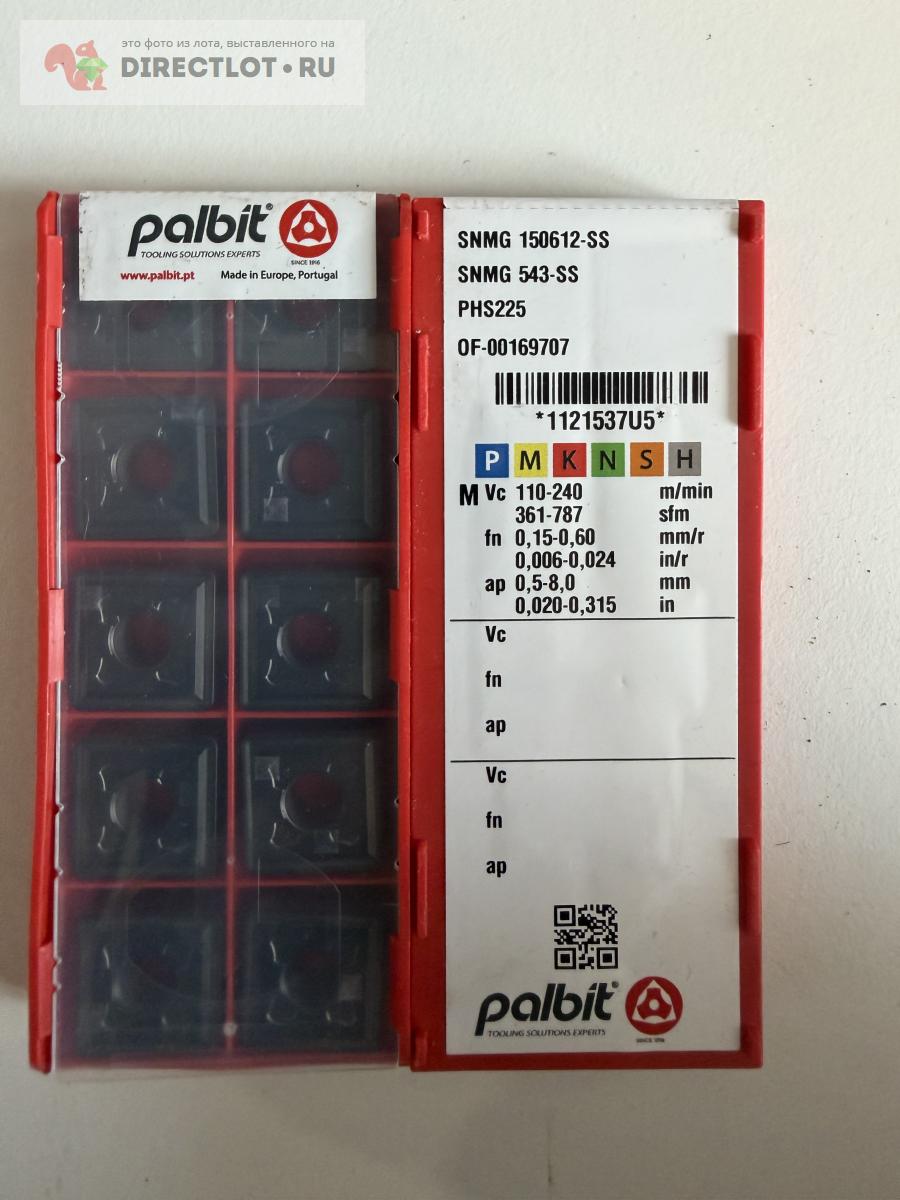 это фото из лота, выставленного на
DIRECTLOT•RU
palbit®
TOOLING SOLUTIONS EXPERTS
SINCE 1916
www.palbit.pt Made in Europe, Portugal
SNMG 150612-SS
SNMG 543-SS
PHS225
OF-00169707
*1121537U5*
P M K N S H
M Vc 110-240 m/min
361-787 sfm
fn 0,15-0,60 mm/r
0,006-0,024 in/r
ap 0,5-8,0 mm
0,020-0,315 in
Vc
fn
ap
Vc
fn
ap
palbit®
TOOLING SOLUTIONS EXPERTS
SINCE 1916